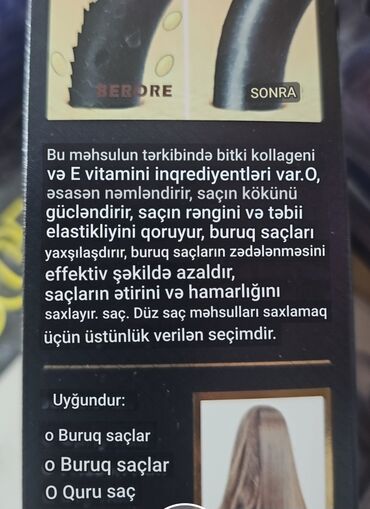 BERORE
SONRA
Bu məhsulun tərkibində bitki kollageni
və E vitamini inqrediyentləri var.O,
əsasən nəmləndirir, saçın kökünü
gücləndirir, saçın rəngini və təbii
elastikliyini qoruyur, buruq saçları
yaxşılaşdırır, buruq saçların zədələnməsini
effektiv şəkildə azaldır,
saçların ətirini və hamarlığını
saxlayır. saç. Düz saç məhsulları saxlamaq
üçün üstünlük verilən seçimdir.
Uyğundur:
o Buruq saçlar
o Buruq saçlar
O Quru saç